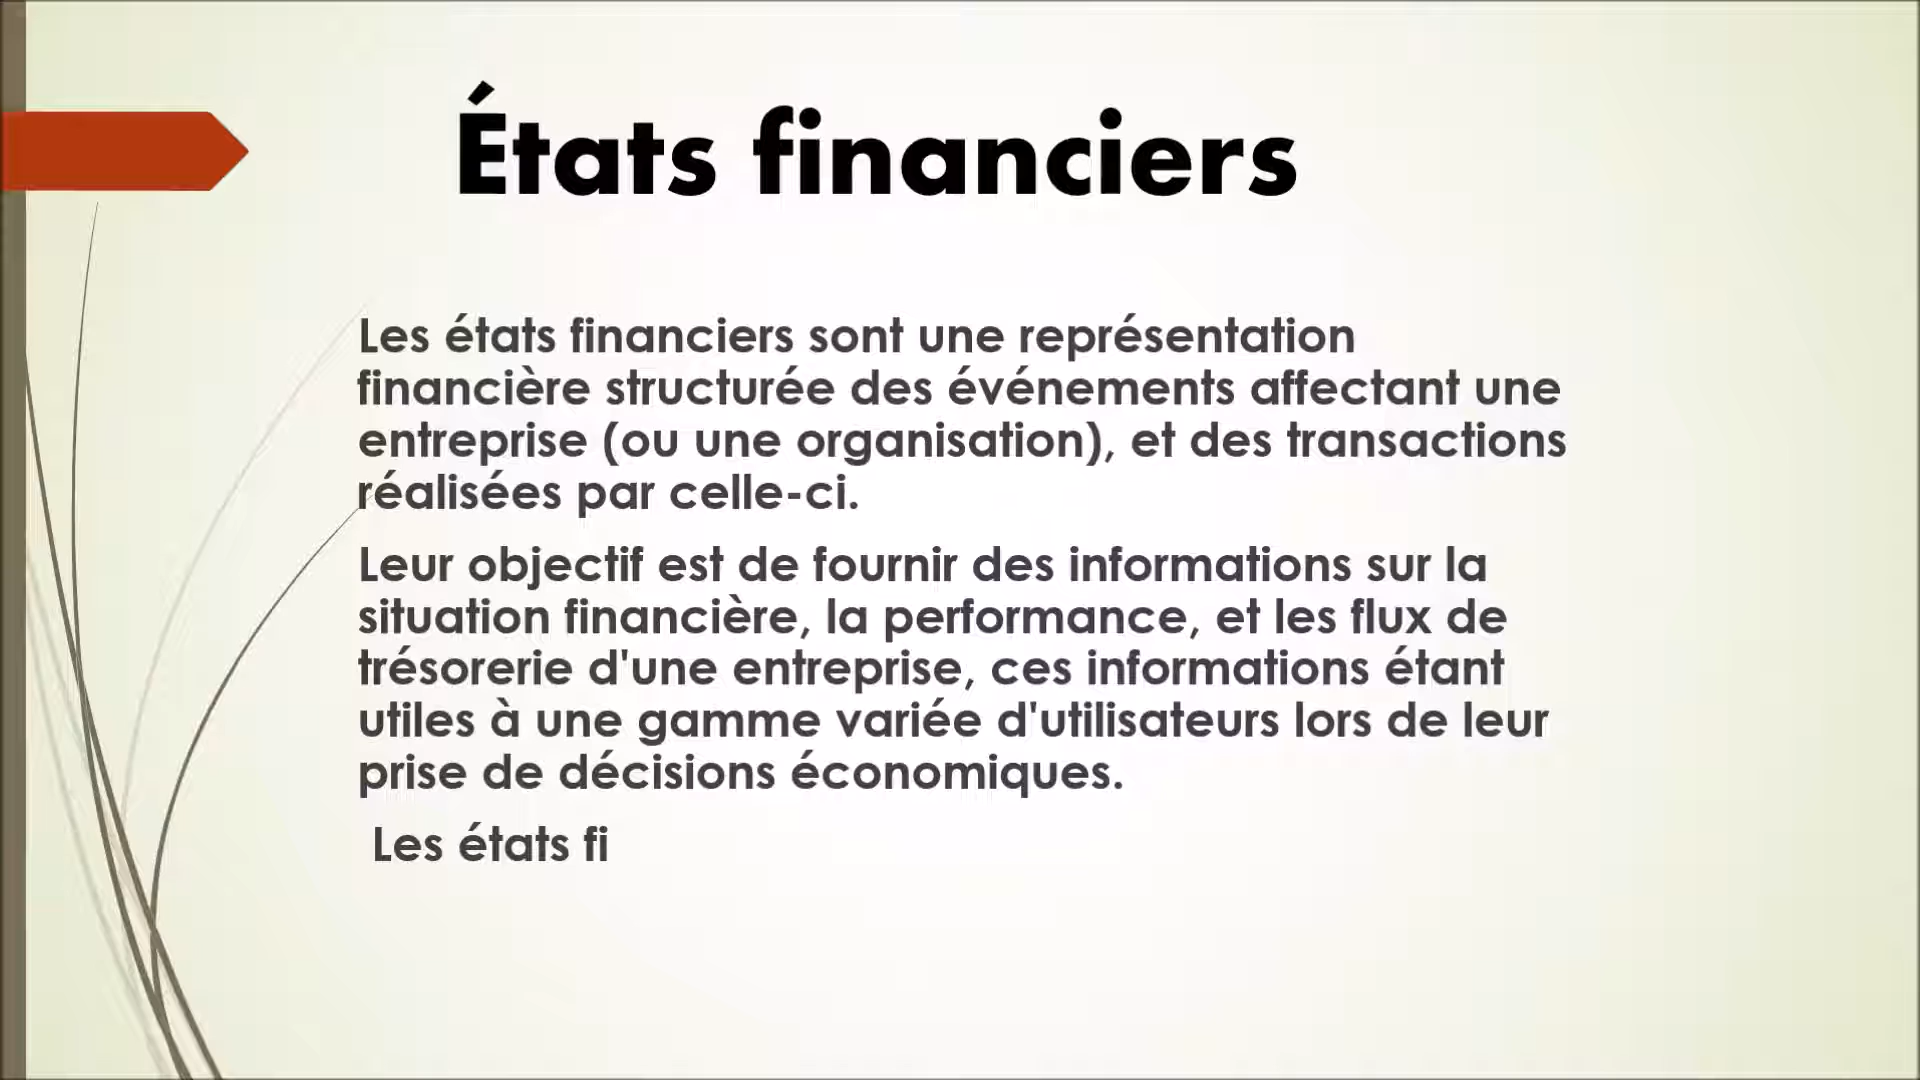 États financiers
Les états financiers sont une représentation
financière structurée des événements affectant une
entreprise (ou une organisation), et des transactions
réalisées par celle-ci.
Leur objectif est de fournir des informations sur la
situation financière, la performance, et les flux de
trésorerie d'une entreprise, ces informations étant
utiles à une gamme variée d'utilisateurs lors de leur
prise de décisions économiques.
Les états fi